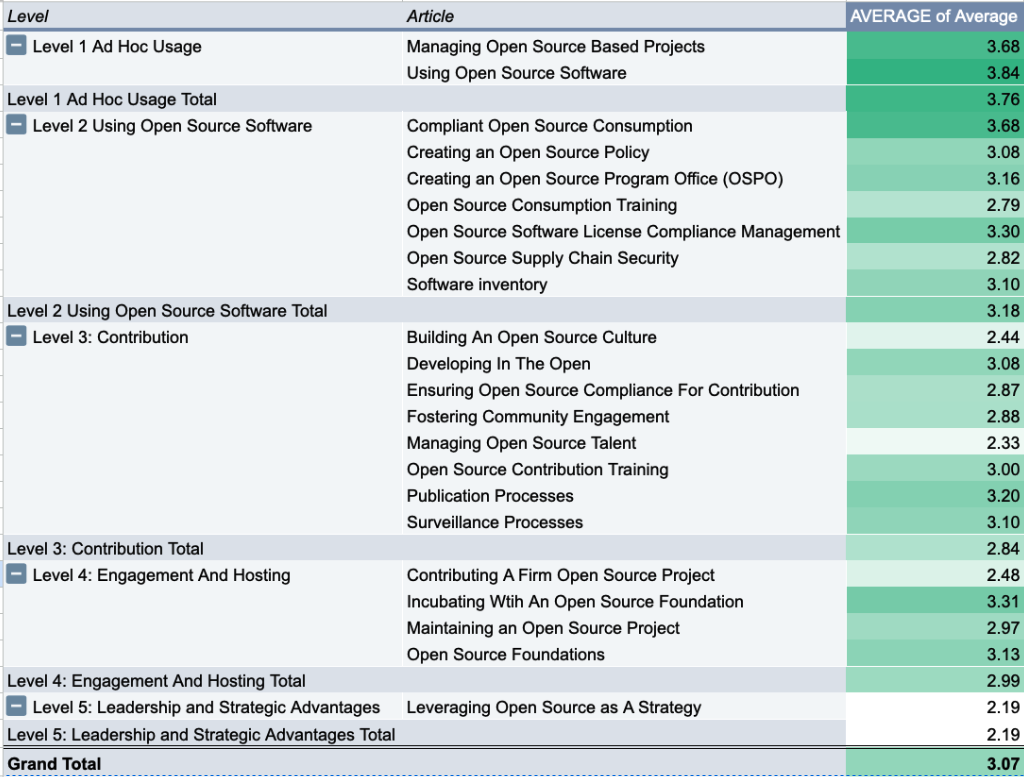 Level Article AVERAGE of Average
Level 1 Ad Hoc Usage Managing Open Source Based Projects 3.68
Using Open Source Software 3.84
Level 1 Ad Hoc Usage Total 3.76
Level 2 Using Open Source Software Compliant Open Source Consumption 3.68
Creating an Open Source Policy 3.08
Creating an Open Source Program Office (OSPO) 3.16
Open Source Consumption Training 2.79
Open Source Software License Compliance Management 3.30
Open Source Supply Chain Security 2.82
Software inventory 3.10
Level 2 Using Open Source Software Total 3.18
Level 3: Contribution Building An Open Source Culture 2.44
Developing In The Open 3.08
Ensuring Open Source Compliance For Contribution 2.87
Fostering Community Engagement 2.88
Managing Open Source Talent 2.33
Open Source Contribution Training 3.00
Publication Processes 3.20
Surveillance Processes 3.10
Level 3: Contribution Total 2.84
Level 4: Engagement And Hosting Contributing A Firm Open Source Project 2.48
Incubating Wtih An Open Source Foundation 3.31
Maintaining an Open Source Project 2.97
Open Source Foundations 3.13
Level 4: Engagement And Hosting Total 2.99
Level 5: Leadership and Strategic Advantages Leveraging Open Source as A Strategy 2.19
Level 5: Leadership and Strategic Advantages Total 2.19
Grand Total 3.07